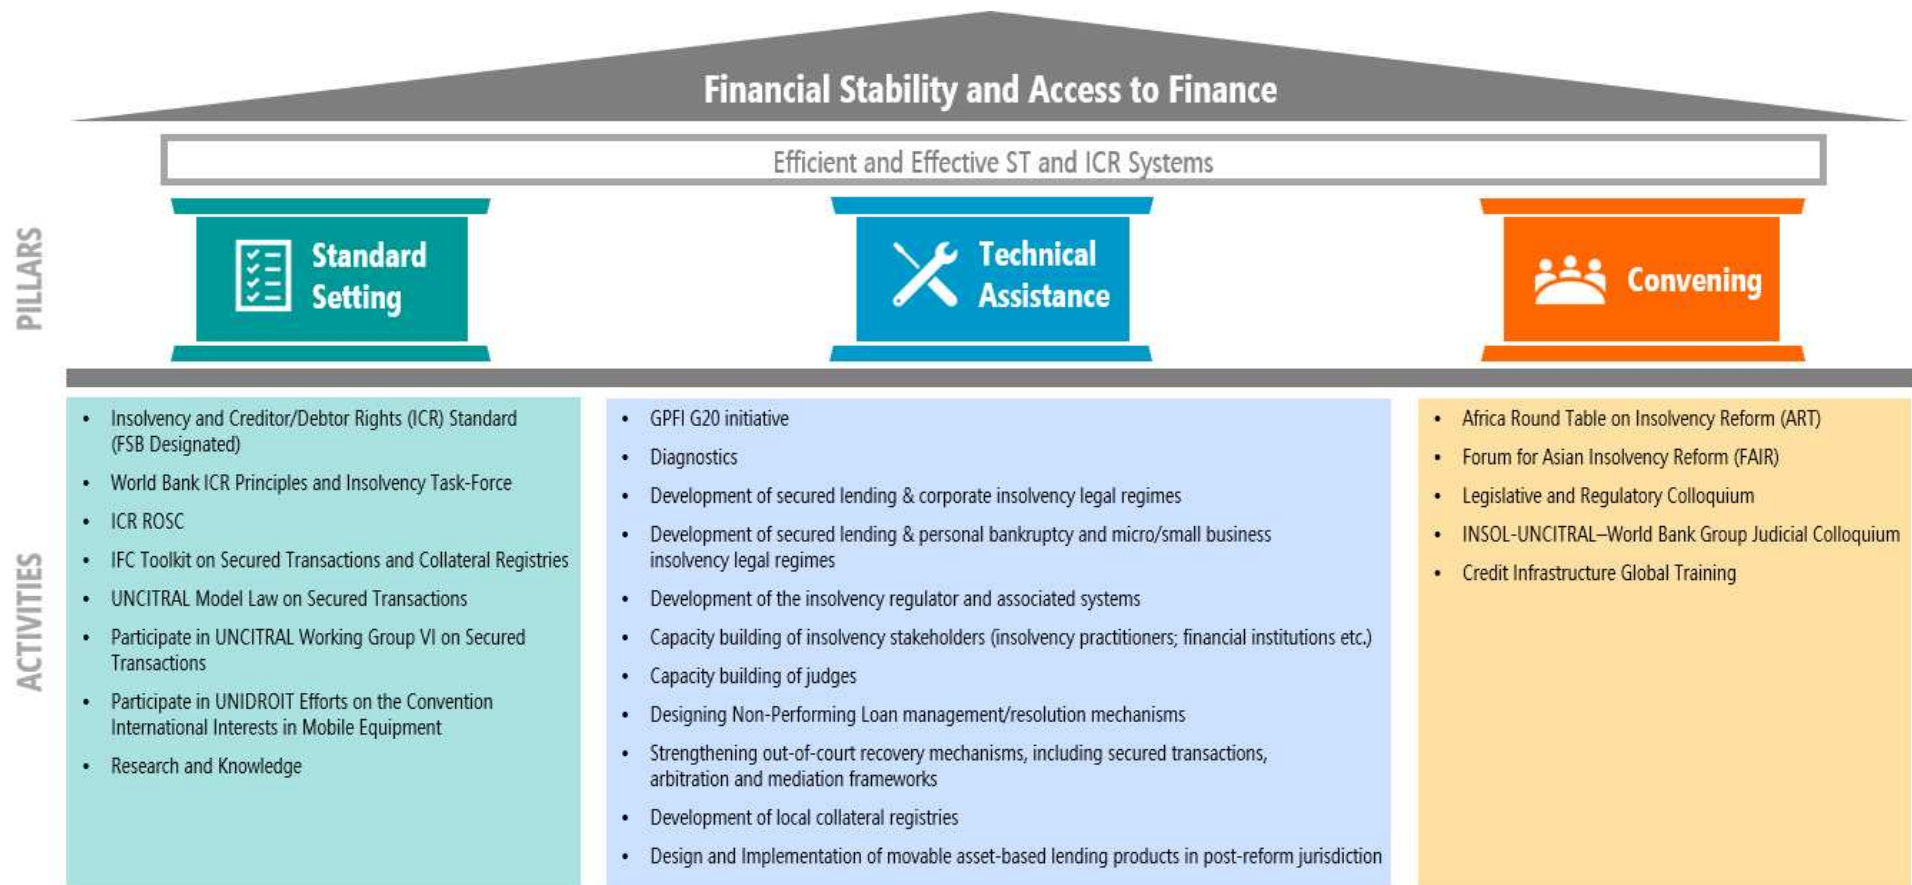 Financial Stability and Access to Finance
Efficient and Effective ST and ICR Systems
PILLARS
Standard
Setting
Technical
Assistance
Convening
ACTIVITIES
• Insolvency and Creditor/Debtor Rights (ICR) Standard
(FSB Designated)
• World Bank ICR Principles and Insolvency Task-Force
• ICR ROSC
• IFC Toolkit on Secured Transactions and Collateral Registries
• UNCITRAL Model Law on Secured Transactions
• Participate in UNCITRAL Working Group VI on Secured
Transactions
• Participate in UNIDROIT Efforts on the Convention
International Interests in Mobile Equipment
• Research and Knowledge
• GPFI G20 initiative
• Diagnostics
• Development of secured lending & corporate insolvency legal regimes
• Development of secured lending & personal bankruptcy and micro/small business
insolvency legal regimes
• Development of the insolvency regulator and associated systems
• Capacity building of insolvency stakeholders (insolvency practitioners; financial institutions etc.)
• Capacity building of judges
• Designing Non-Performing Loan management/resolution mechanisms
• Strengthening out-of-court recovery mechanisms, including secured transactions,
arbitration and mediation frameworks
• Development of local collateral registries
• Design and Implementation of movable asset-based lending products in post-reform jurisdiction
• Africa Round Table on Insolvency Reform (ART)
• Forum for Asian Insolvency Reform (FAIR)
• Legislative and Regulatory Colloquium
• INSOL-UNCITRAL–World Bank Group Judicial Colloquium
• Credit Infrastructure Global Training